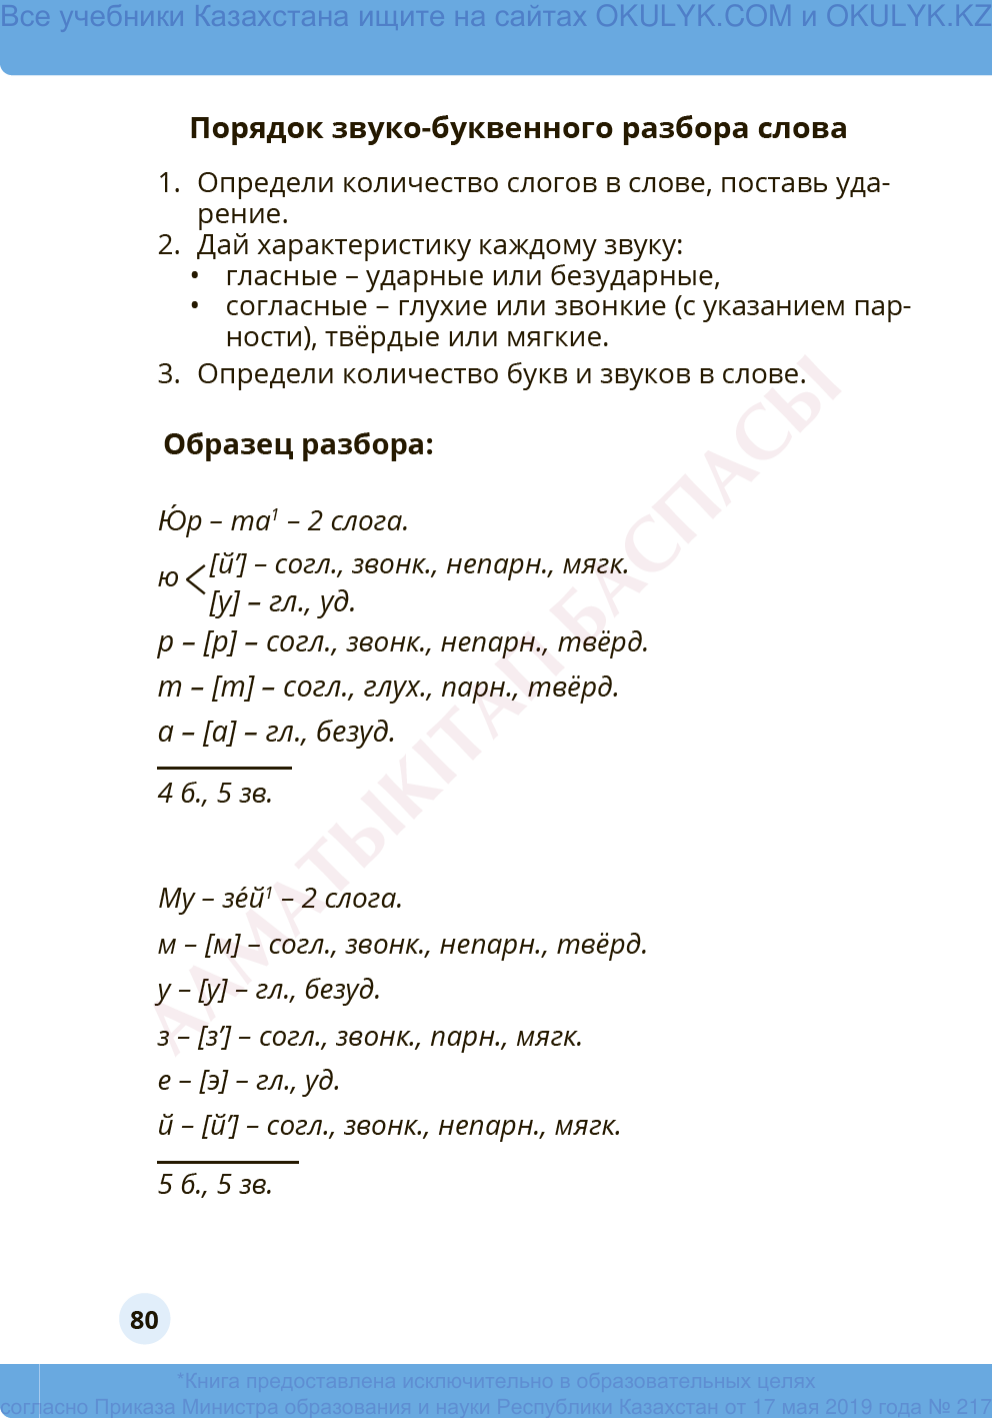 Все учебники Казахстана ищите на сайтах OKULYK.COM и OKULYK.KZ
Порядок звуко-буквенного разбора слова
1. Определи количество слогов в слове, поставь уда-
рение.
2. Дай характеристику каждому звуку:
• гласные – ударные или безударные,
• согласные – глухие или звонкие (с указанием пар-
ности), твёрдые или мягкие.
3. Определи количество букв и звуков в слове.
Образец разбора:
Ю́р – та¹ – 2 слога.
[й’] – согл., звонк., непарн., мягк.
ю <
[у] – гл., уд.
р – [р] – согл., звонк., непарн., твёрд.
т – [т] – согл., глух., парн., твёрд.
а – [а] – гл., безуд.
4 б., 5 зв.
Му – зе́й¹ – 2 слога.
м – [м] – согл., звонк., непарн., твёрд.
у – [у] – гл., безуд.
з – [з’] – согл., звонк., парн., мягк.
е – [э] – гл., уд.
й – [й’] – согл., звонк., непарн., мягк.
5 б., 5 зв.
АЛМАТЫКІТАП БАСПАСЫ
80
*Книга предоставлена исключительно в образовательных целях
согласно Приказа Министра образования и науки Республики Казахстан от 17 мая 2019 года № 217